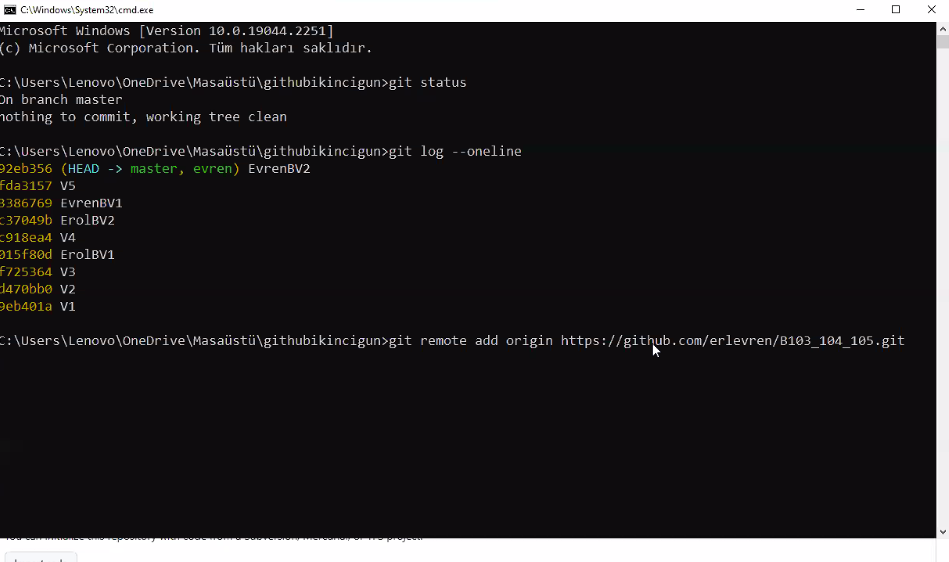 C:\Windows\System32\cmd.exe
Microsoft Windows [Version 10.0.19044.2251]
(c) Microsoft Corporation. Tüm hakları saklıdır.
C:\Users\Lenovo\OneDrive\Masaüstü\githubikincigun>git status
On branch master
nothing to commit, working tree clean
C:\Users\Lenovo\OneDrive\Masaüstü\githubikincigun>git log --oneline
92eb356 (HEAD -> master, evren) EvrenBV2
fda3157 V5
3386769 EvrenBV1
c37049b ErolBV2
c918ea4 V4
015f80d ErolBV1
f725364 V3
d470bb0 V2
9eb401a V1
C:\Users\Lenovo\OneDrive\Masaüstü\githubikincigun>git remote add origin https://github.com/erlevren/B103_104_105.git